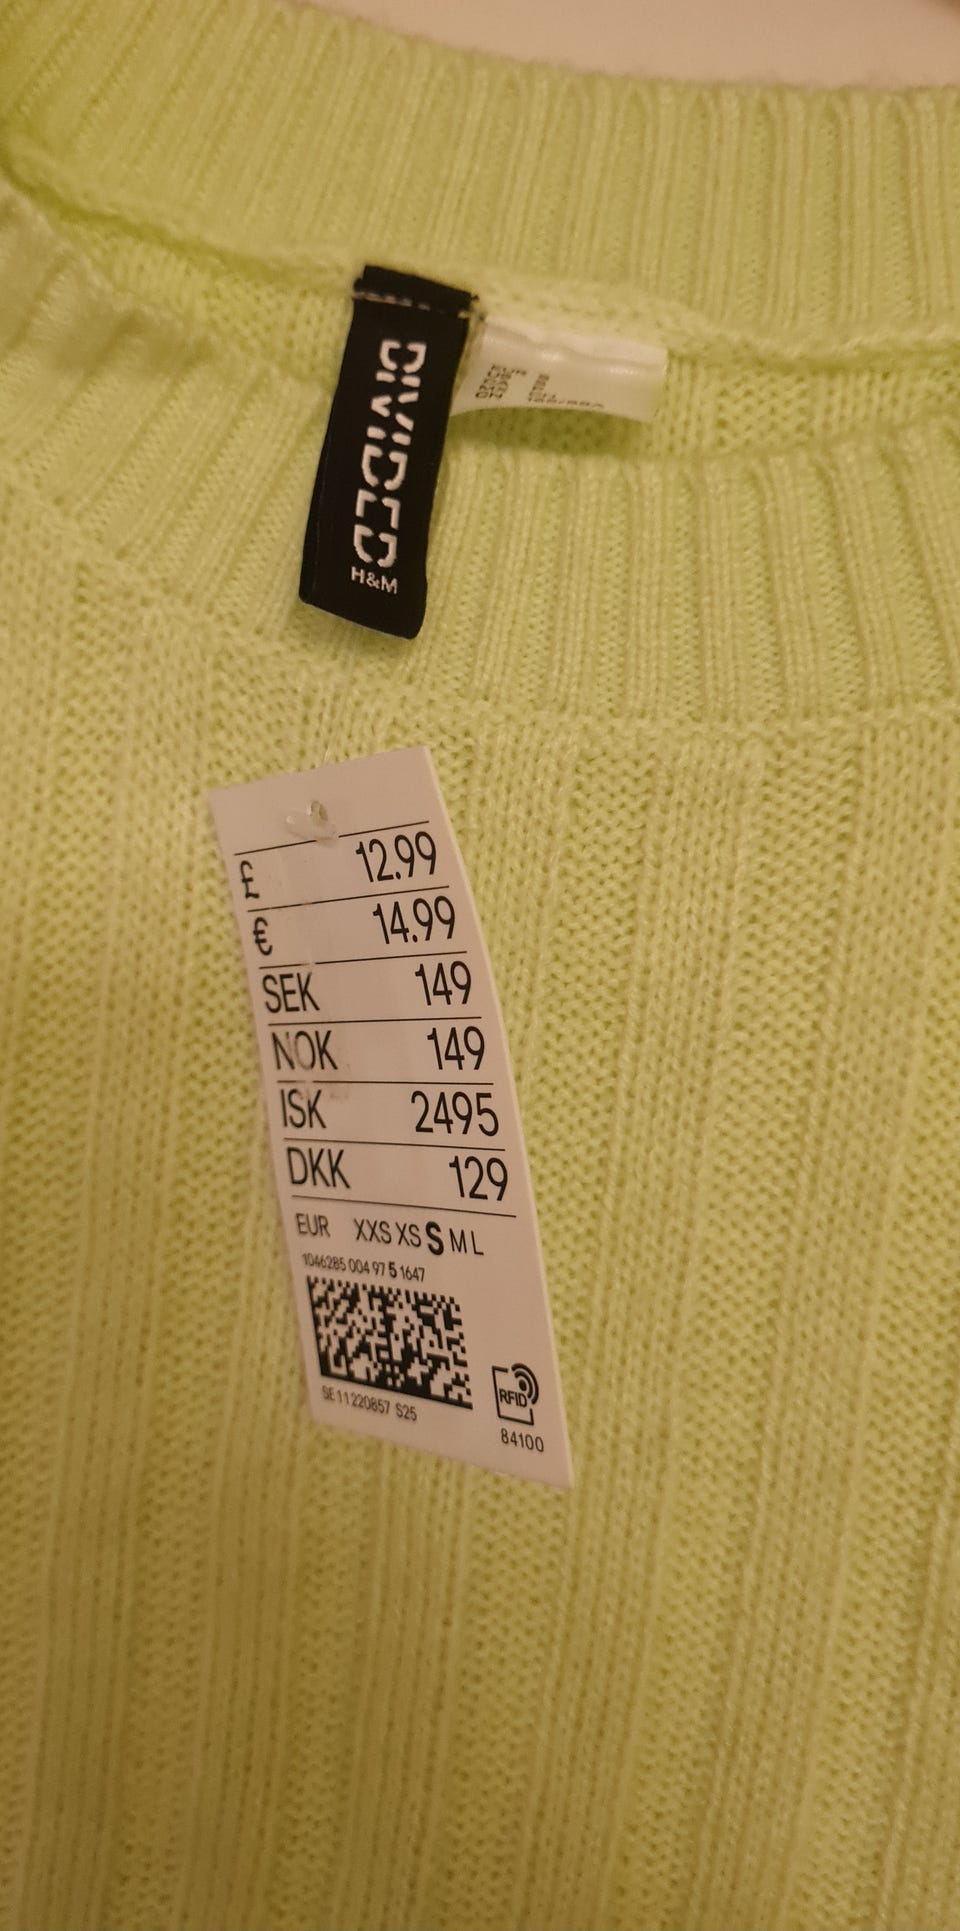 DIVIDED
H&M
£ 12.99
€ 14.99
SEK 149
NOK 149
ISK 2495
DKK 129
EUR XXS XS S M L
1046285 004 97 5 1647
SE 11220857 S25
RFID
84100